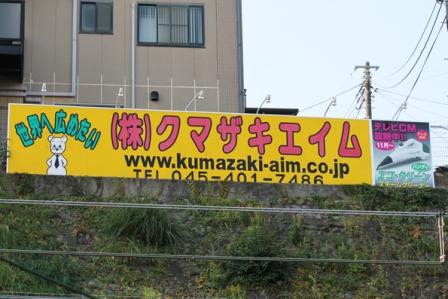 世界へ広めたい
(株)クマザキエイム
www.kumazaki-aim.co.jp
TEL 045-401-7486
テレビCM
放映中!!
11月~
エコトクリーン